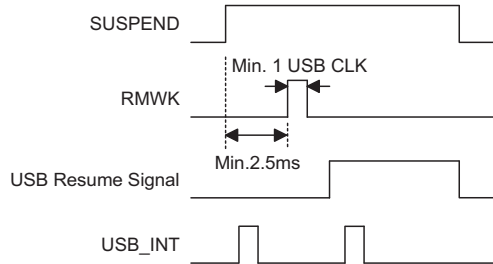 SUSPEND
Min. 1 USB CLK
RMWK
Min.2.5ms
USB Resume Signal
USB_INT